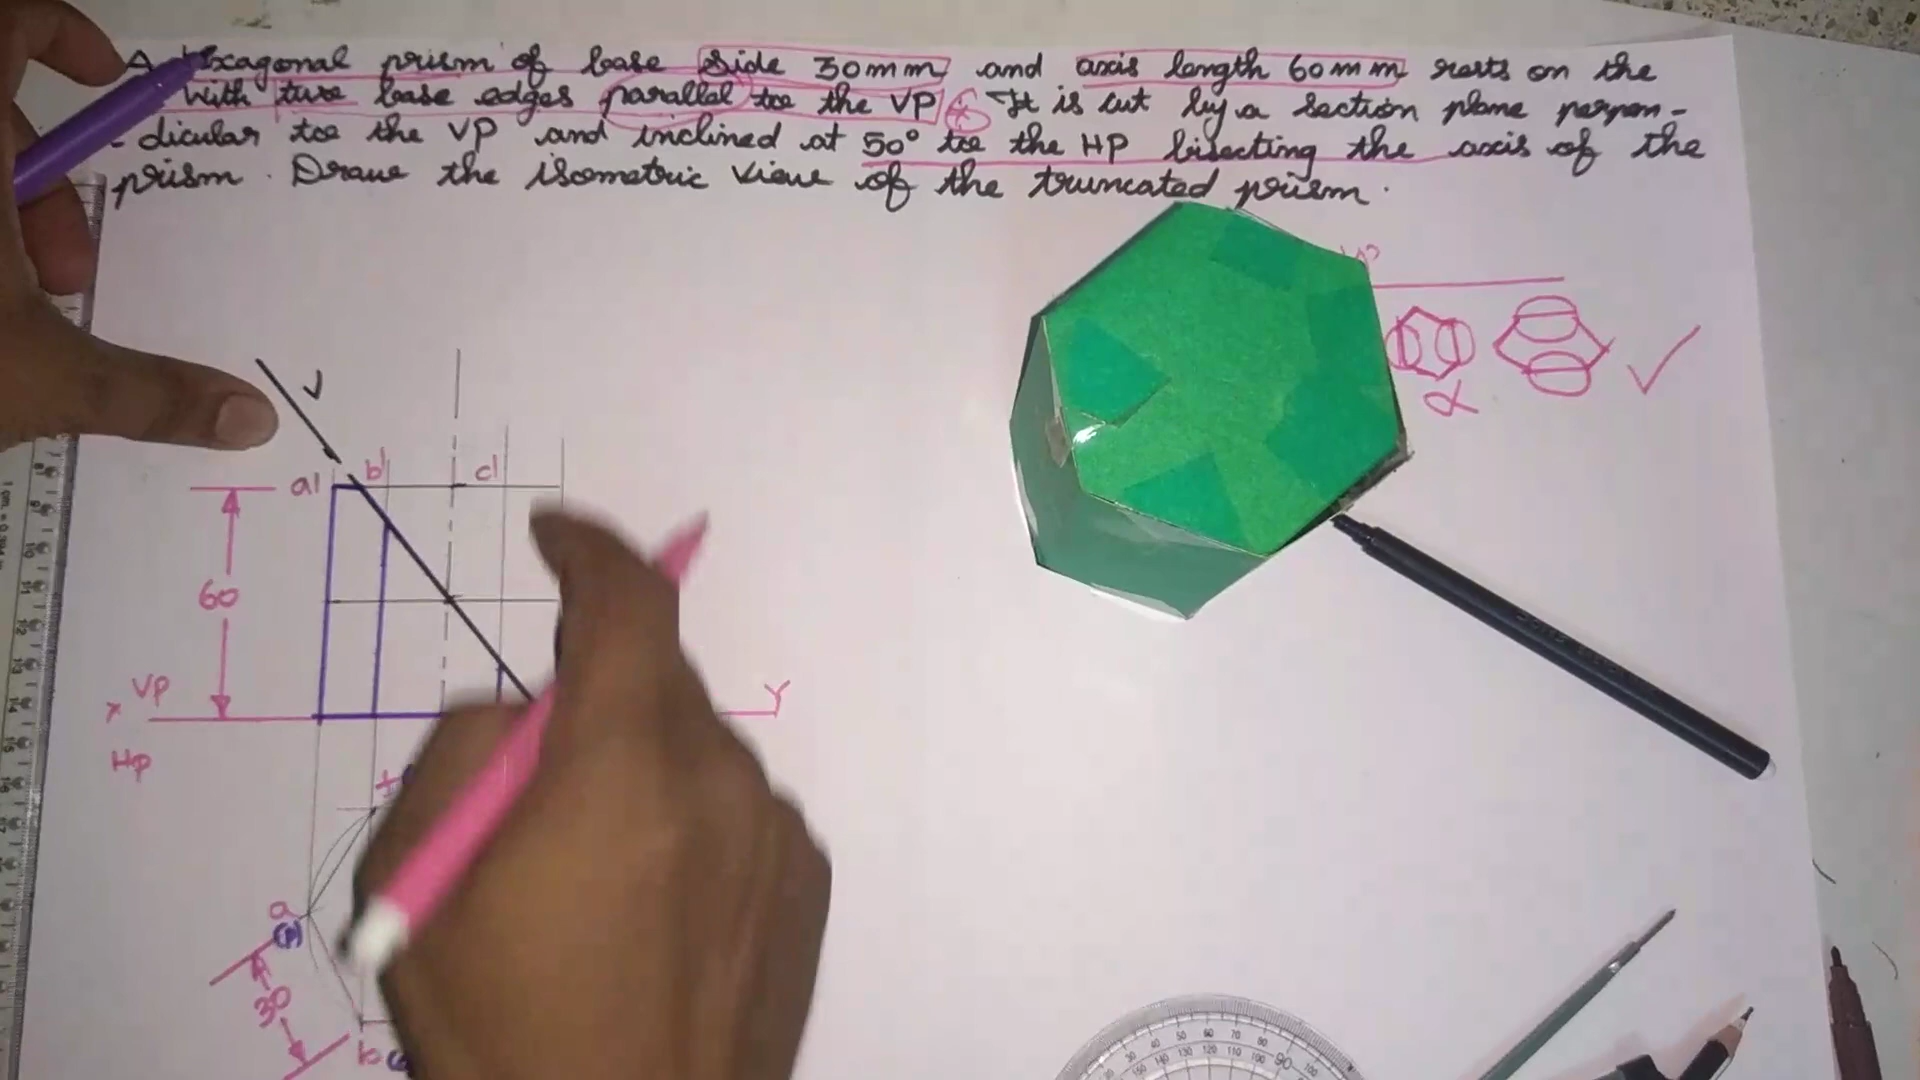 A Hexagonal prism of base side 30mm and axis length 60mm rests on the
with two base edges parallel to the VP. It is cut by a section plane perpen-
-dicular to the VP and inclined at 50° to the HP bisecting the axis of the
prism. Draw the isometric view of the truncated prism.
a' b' c'
60
X VP Y
HP
a
(p)
30
b